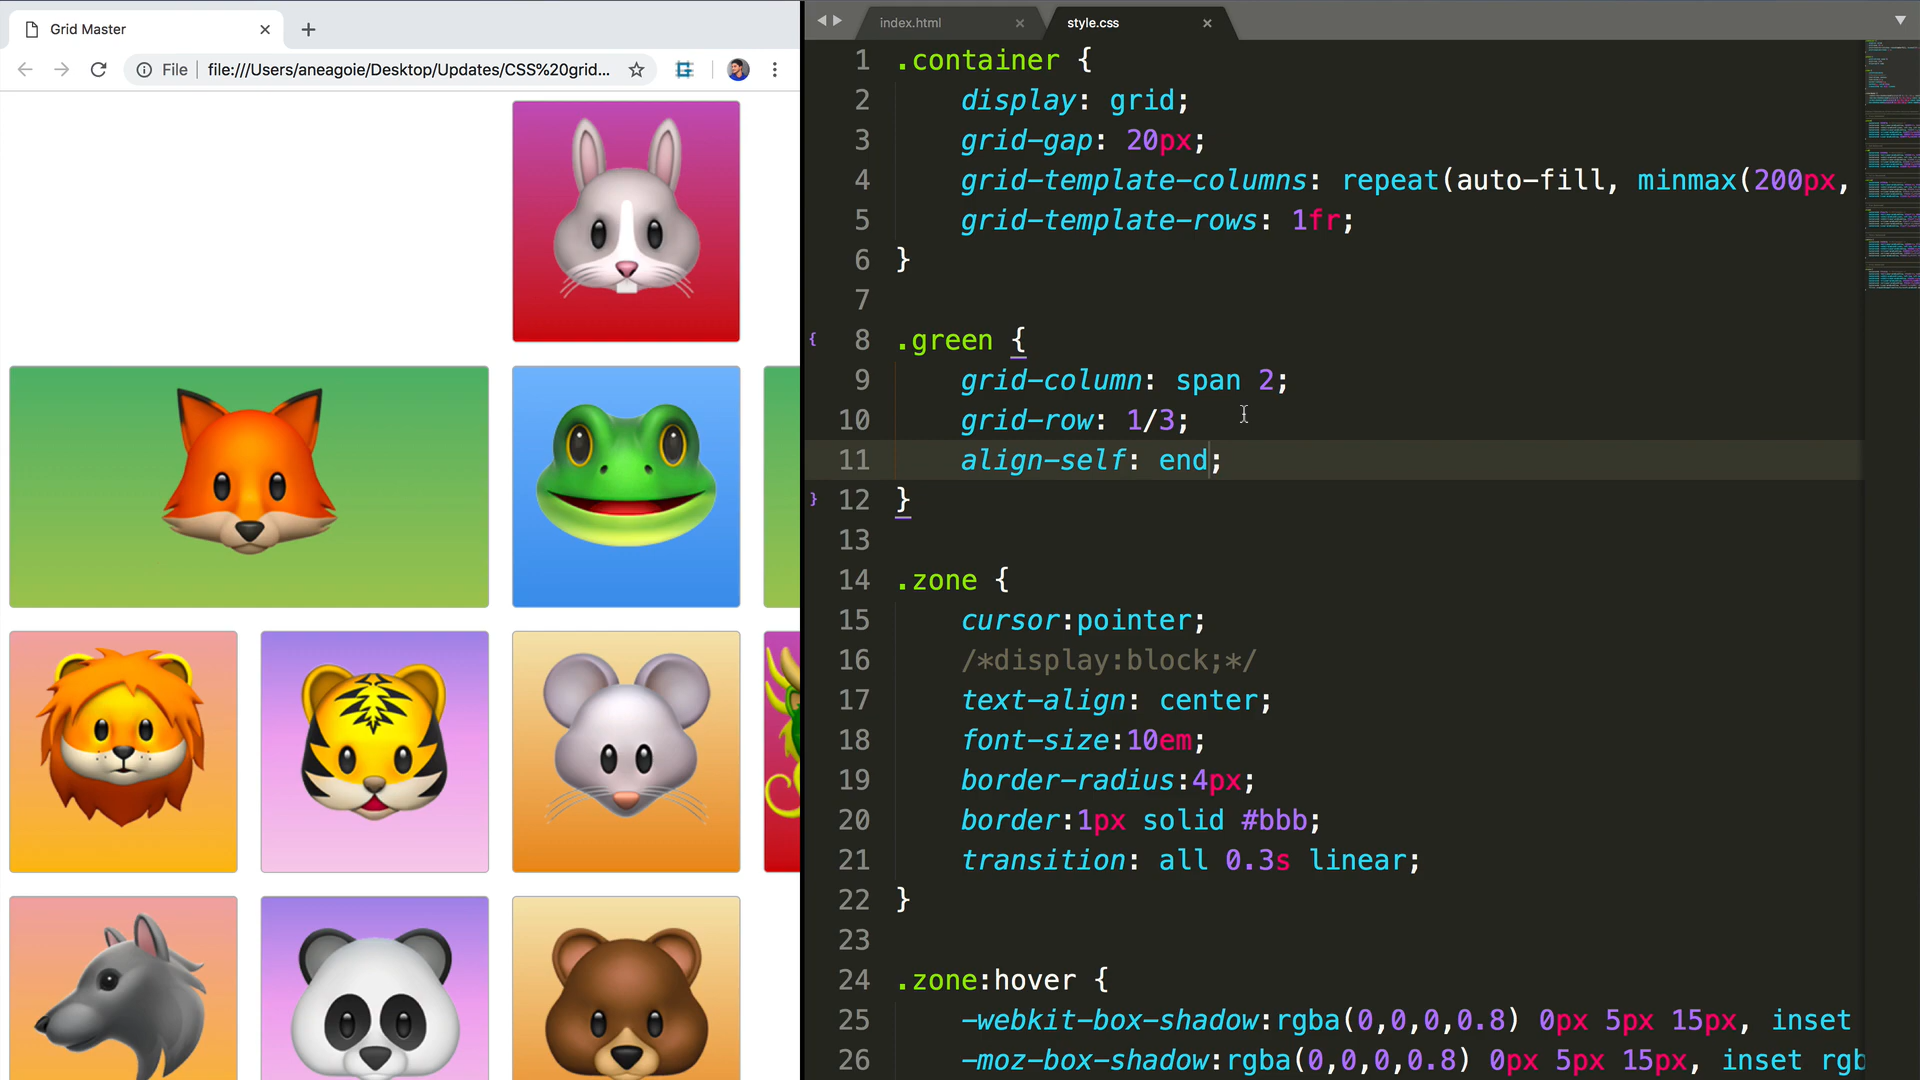 Grid Master
File
file:///Users/aneagoie/Desktop/Updates/CSS%20grid...
index.html
style.css
1 .container {
2 display: grid;
3 grid-gap: 20px;
4 grid-template-columns: repeat(auto-fill, minmax(200px,
5 grid-template-rows: 1fr;
6 }
7
8 .green {
9 grid-column: span 2;
10 grid-row: 1/3;
11 align-self: end;
12 }
13
14 .zone {
15 cursor:pointer;
16 /*display:block;*/
17 text-align: center;
18 font-size:10em;
19 border-radius:4px;
20 border:1px solid #bbb;
21 transition: all 0.3s linear;
22 }
23
24 .zone:hover {
25 -webkit-box-shadow:rgba(0,0,0,0.8) 0px 5px 15px, inset
26 -moz-box-shadow:rgba(0,0,0,0.8) 0px 5px 15px, inset rgb